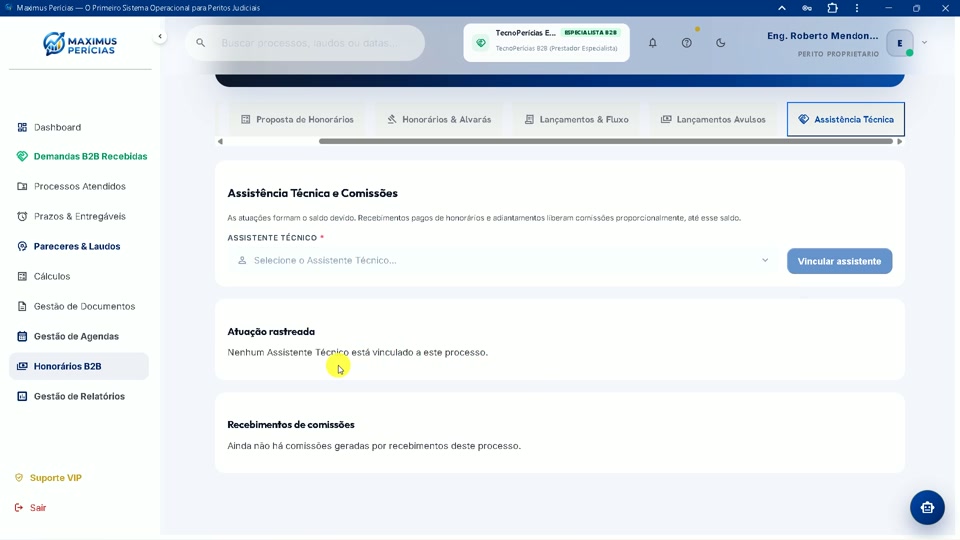 Maximus Perícias — O Primeiro Sistema Operacional para Peritos Judiciais
MAXIMUS
PERÍCIAS
Buscar processos, laudos ou datas...
TecnoPerícias E... ESPECIALISTA B2B
TecnoPerícias B2B (Prestador Especialista)
Eng. Roberto Mendon...
PERITO PROPRIETÁRIO
E
Dashboard
Demandas B2B Recebidas
Processos Atendidos
Prazos & Entregáveis
Pareceres & Laudos
Cálculos
Gestão de Documentos
Gestão de Agendas
Honorários B2B
Gestão de Relatórios
Suporte VIP
Sair
Proposta de Honorários
Honorários & Alvarás
Lançamentos & Fluxo
Lançamentos Avulsos
Assistência Técnica
Assistência Técnica e Comissões
As atuações formam o saldo devido. Recebimentos pagos de honorários e adiantamentos liberam comissões proporcionalmente, até esse saldo.
ASSISTENTE TÉCNICO *
Selecione o Assistente Técnico...
Vincular assistente
Atuação rastreada
Nenhum Assistente Técnico está vinculado a este processo.
Recebimentos de comissões
Ainda não há comissões geradas por recebimentos deste processo.